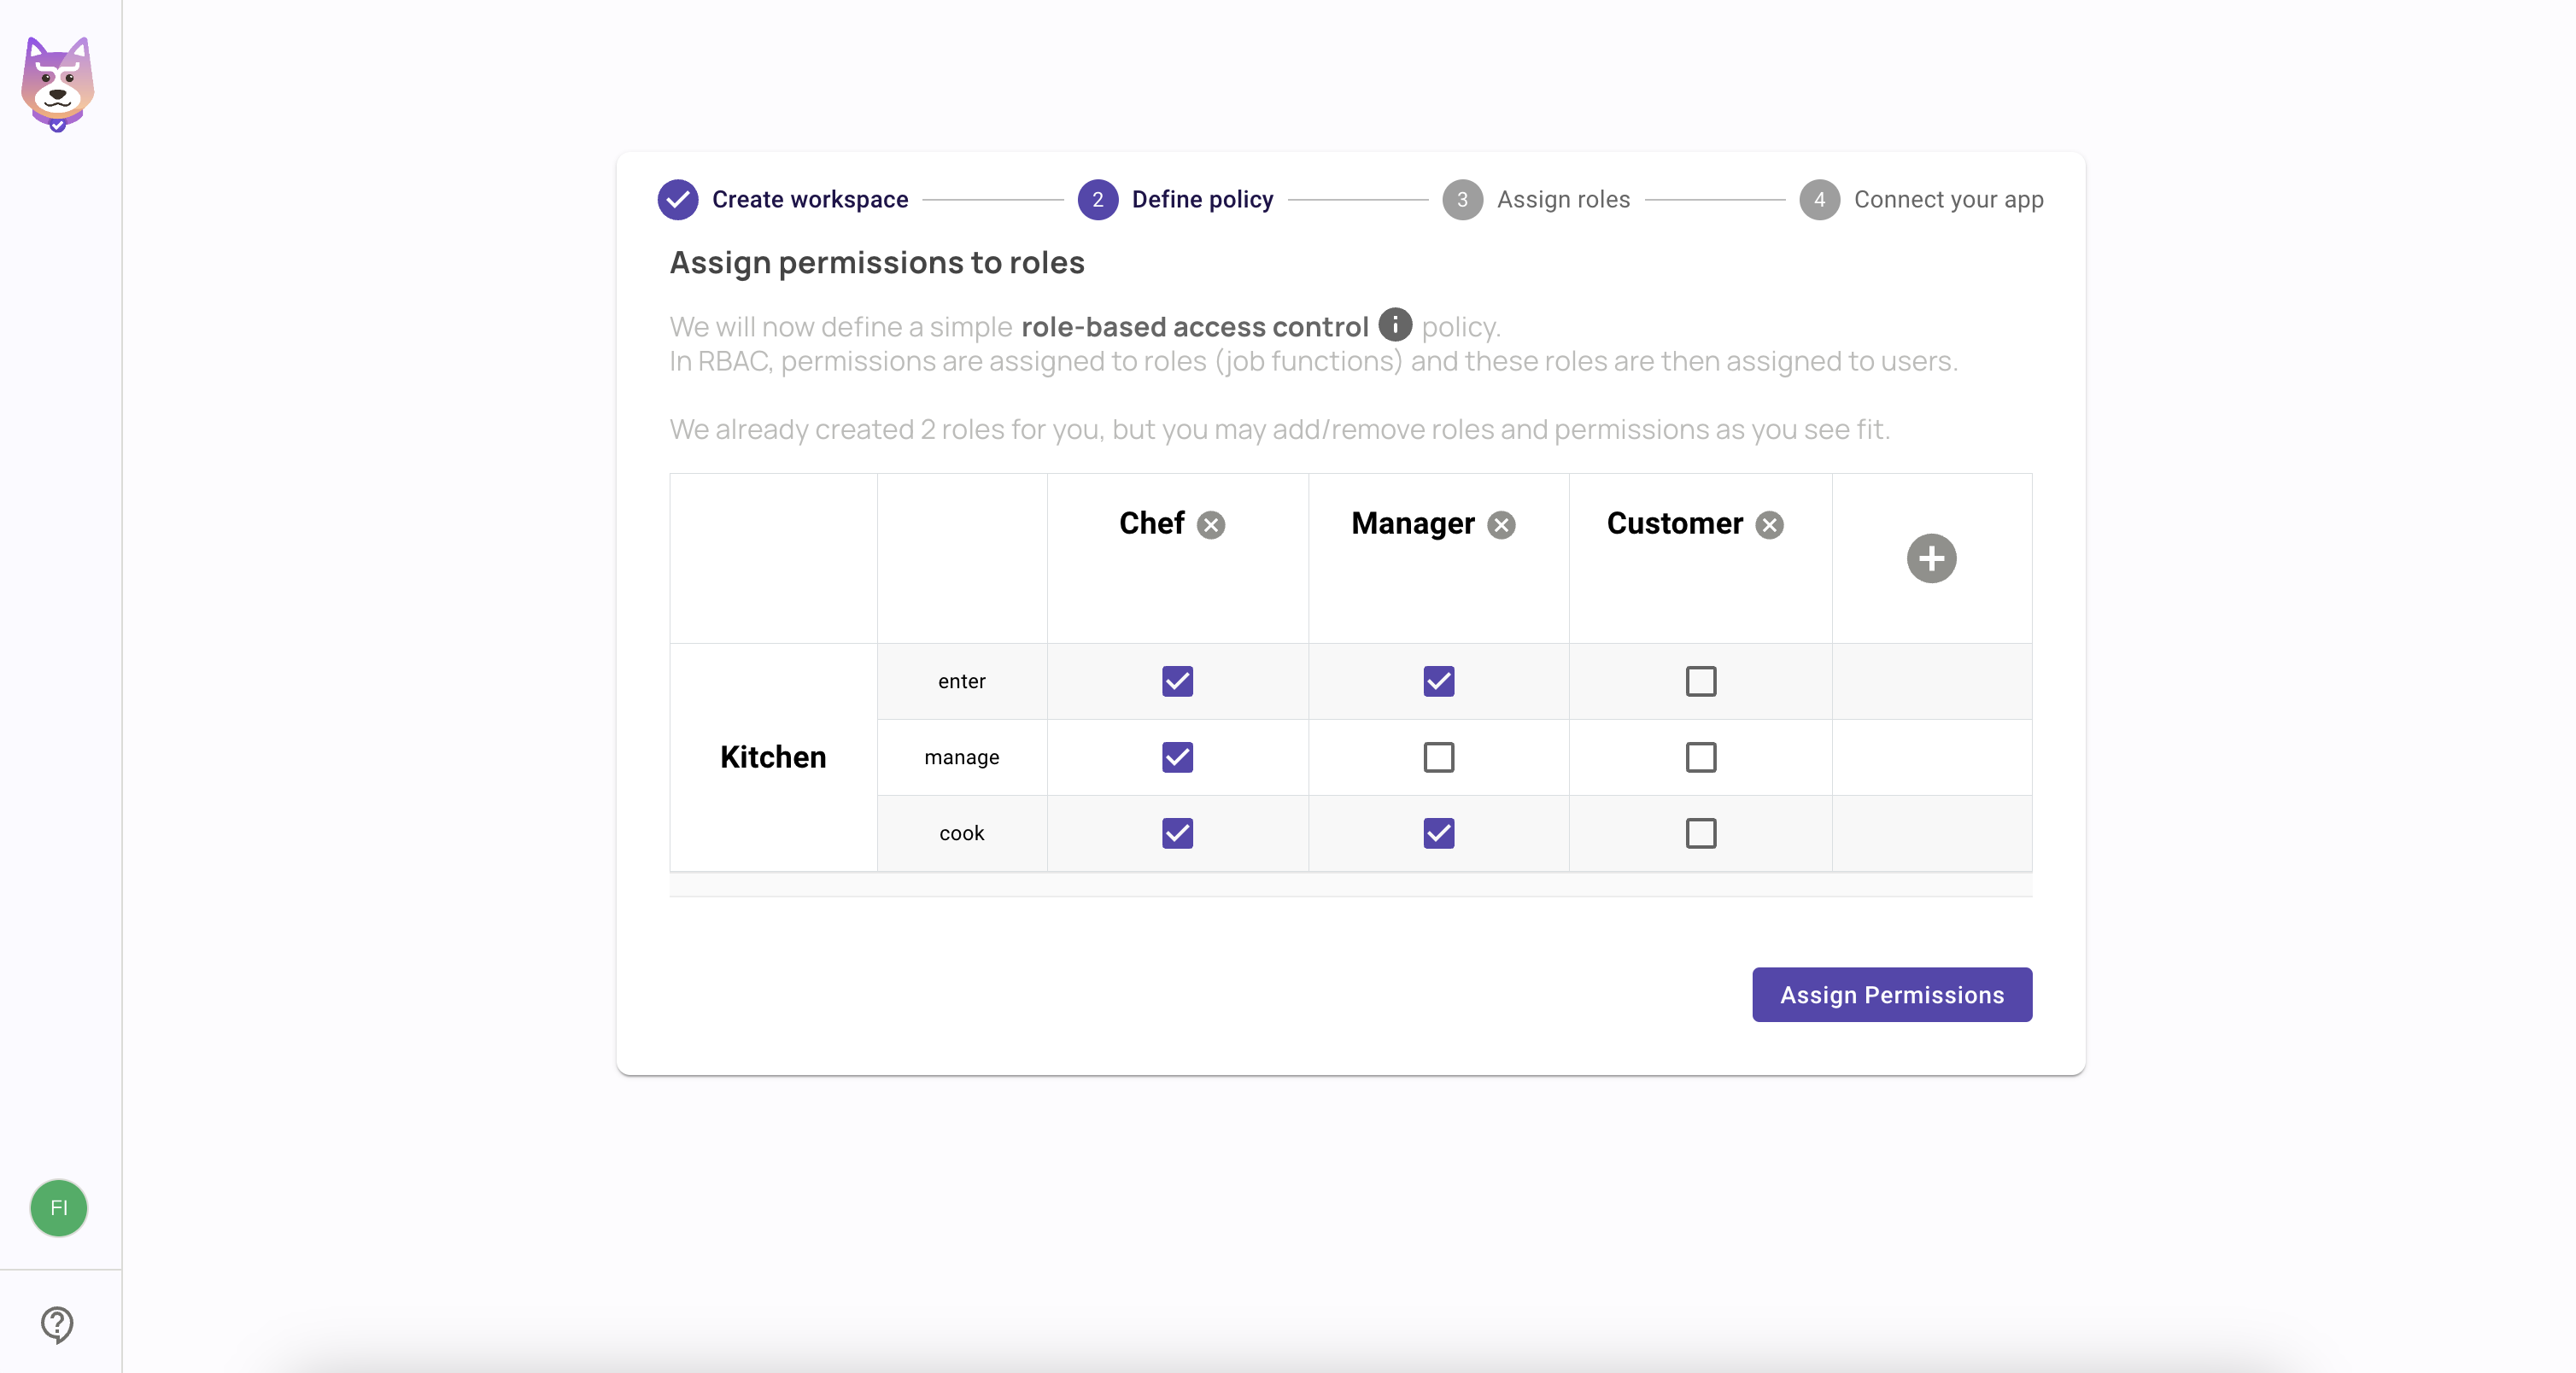 Create workspace
2 Define policy
3 Assign roles
4 Connect your app
Assign permissions to roles
We will now define a simple role-based access control i policy.
In RBAC, permissions are assigned to roles (job functions) and these roles are then assigned to users.
We already created 2 roles for you, but you may add/remove roles and permissions as you see fit.
Chef Manager Customer
enter
Kitchen manage
cook
Assign Permissions
FI
?